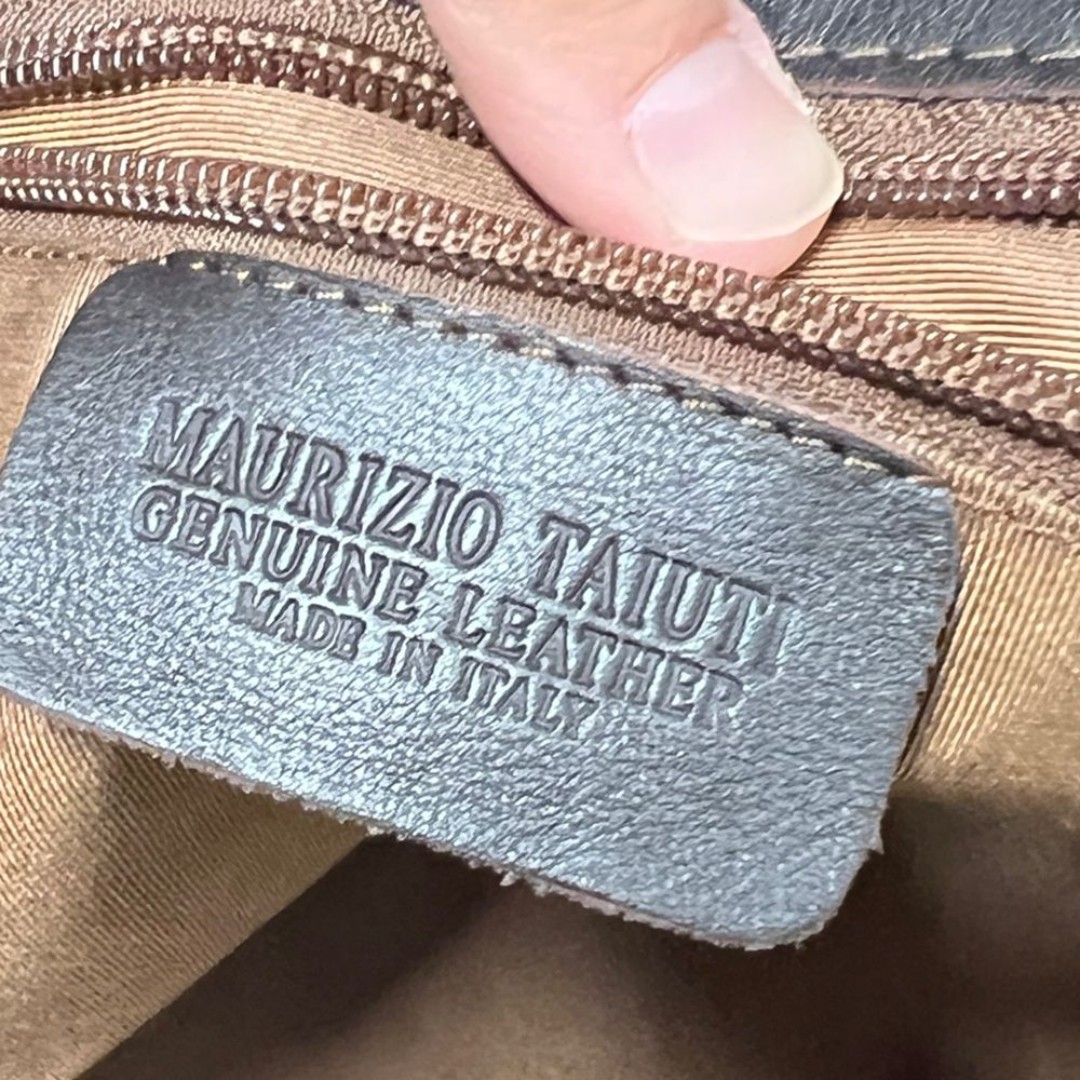 MAURIZIO TAIUTI
GENUINE LEATHER
MADE IN ITALY